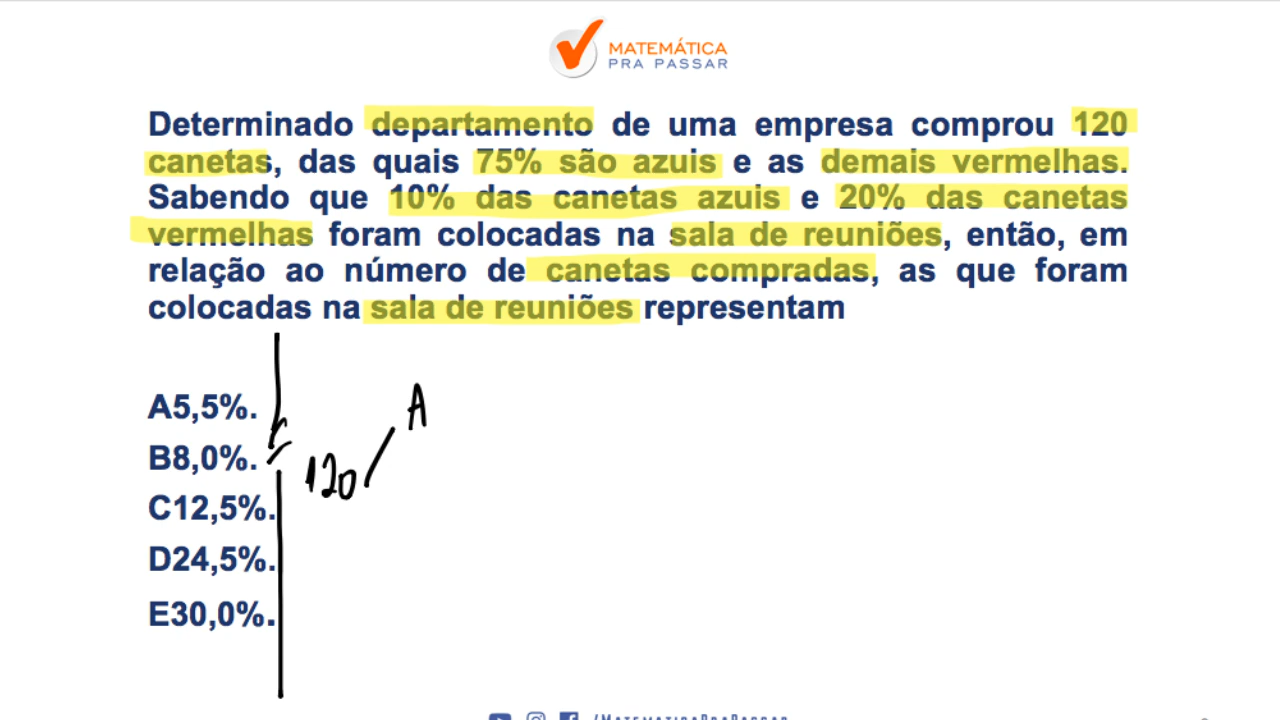 MATEMÁTICA
PRA PASSAR
Determinado departamento de uma empresa comprou 120
canetas, das quais 75% são azuis e as demais vermelhas.
Sabendo que 10% das canetas azuis e 20% das canetas
vermelhas foram colocadas na sala de reuniões, então, em
relação ao número de canetas compradas, as que foram
colocadas na sala de reuniões representam
A5,5%.
B8,0%.
C12,5%.
D24,5%.
E30,0%.
A
120
/MATEMATICAPRAPASSAR